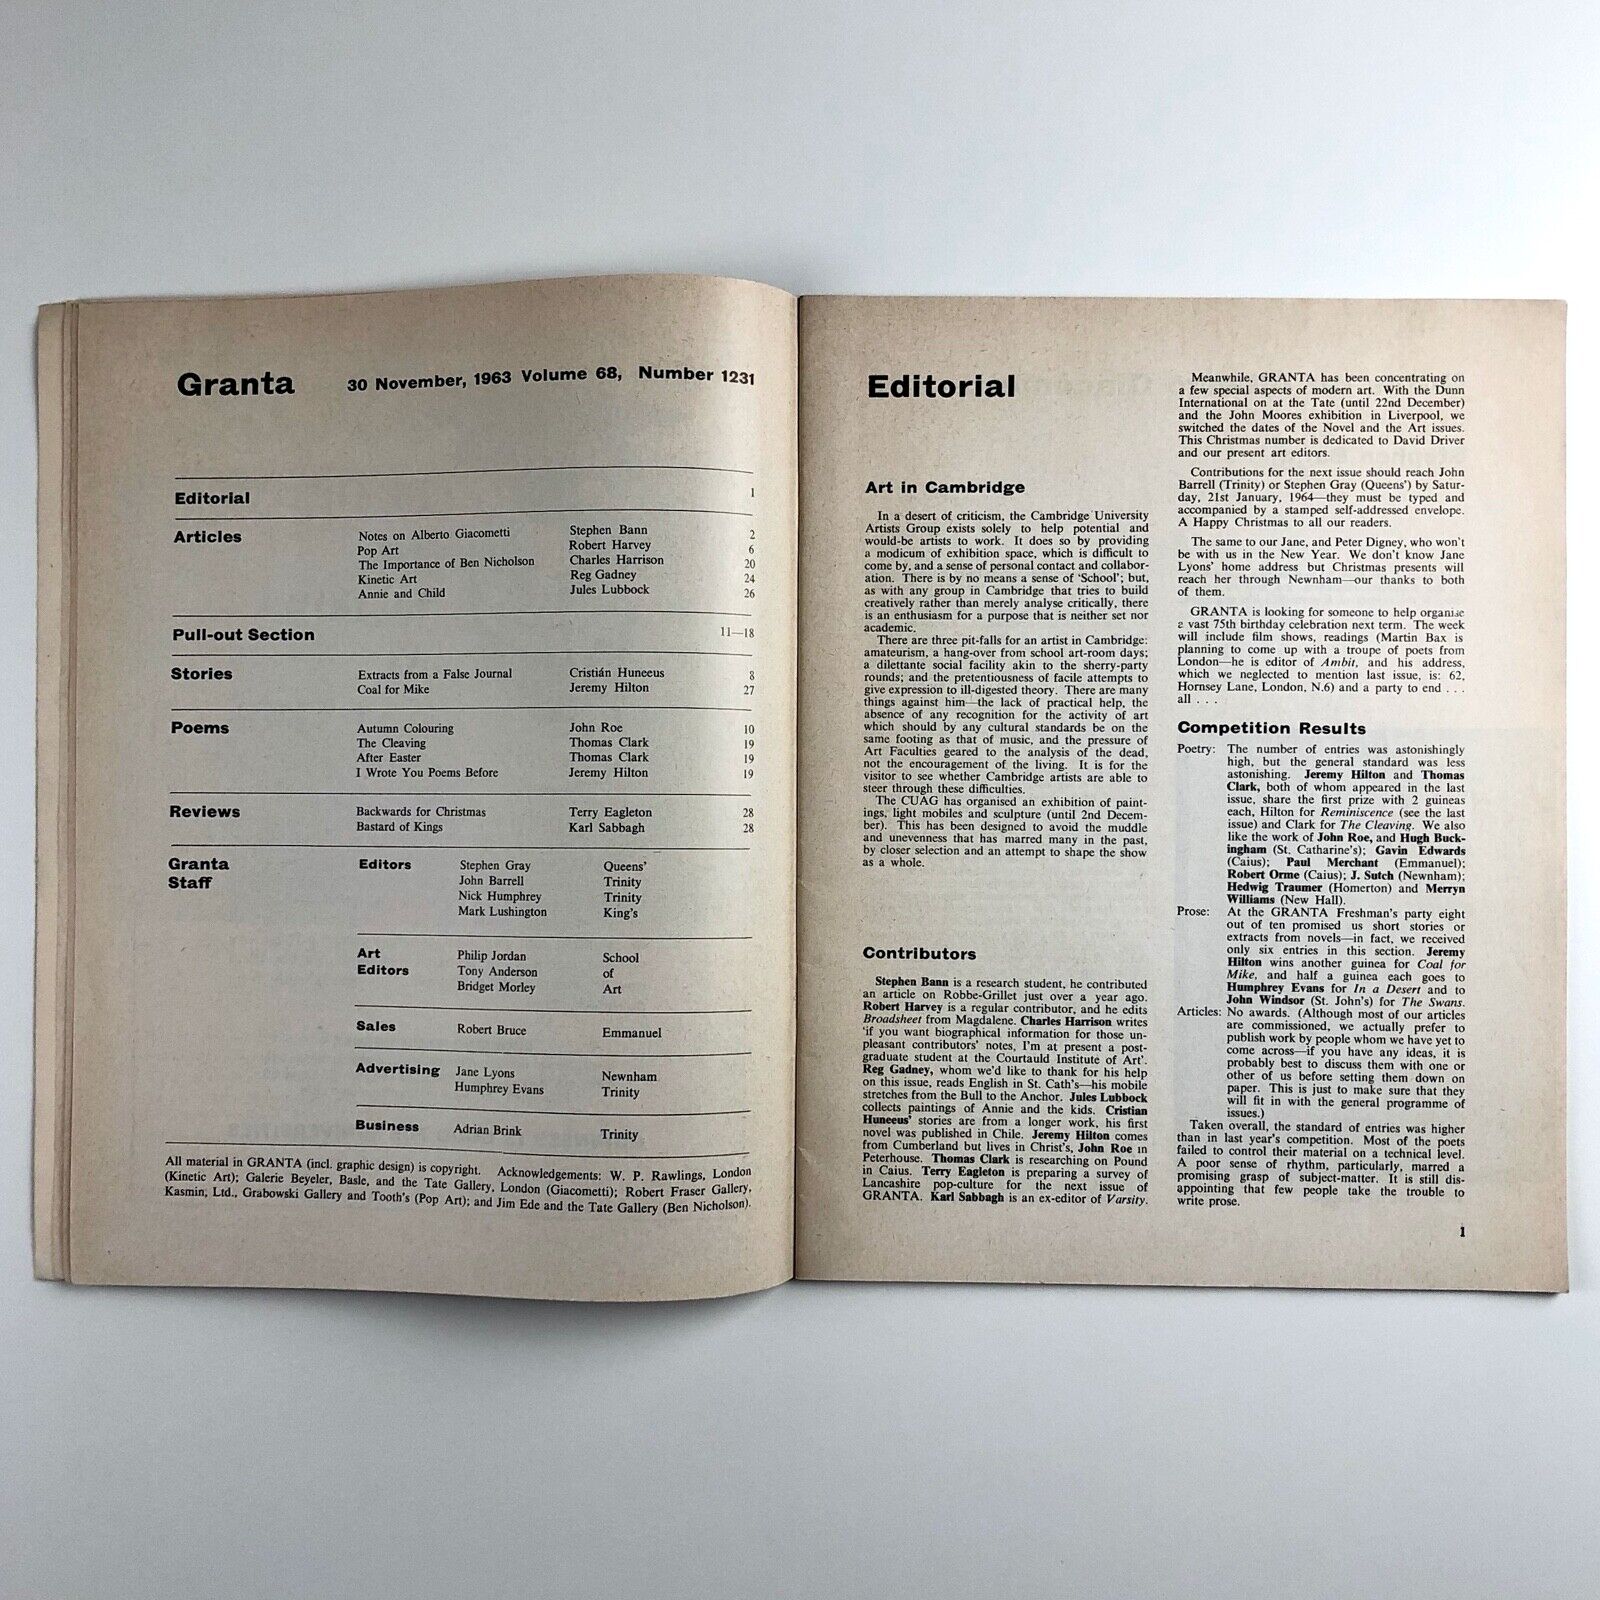 Granta 30 November, 1963 Volume 68, Number 1231
Editorial 1
Articles Notes on Alberto Giacometti Stephen Bann 2
Pop Art Robert Harvey 6
The Importance of Ben Nicholson Charles Harrison 20
Kinetic Art Reg Gadney 24
Annie and Child Jules Lubbock 26
Pull-out Section 11—18
Stories Extracts from a False Journal Cristián Huneeus 8
Coal for Mike Jeremy Hilton 27
Poems Autumn Colouring John Roe 10
The Cleaving Thomas Clark 19
After Easter Thomas Clark 19
I Wrote You Poems Before Jeremy Hilton 19
Reviews Backwards for Christmas Terry Eagleton 28
Bastard of Kings Karl Sabbagh 28
Granta
Staff
Editors Stephen Gray Queens'
John Barrell Trinity
Nick Humphrey Trinity
Mark Lushington King's
Art
Editors
Philip Jordan School
Tony Anderson of
Bridget Morley Art
Sales Robert Bruce Emmanuel
Advertising Jane Lyons Newnham
Humphrey Evans Trinity
Business Adrian Brink Trinity
All material in GRANTA (incl. graphic design) is copyright. Acknowledgements: W. P. Rawlings, London
(Kinetic Art); Galerie Beyeler, Basle, and the Tate Gallery, London (Giacometti); Robert Fraser Gallery,
Kasmin, Ltd., Grabowski Gallery and Tooth's (Pop Art); and Jim Ede and the Tate Gallery (Ben Nicholson).
Editorial
Art in Cambridge
In a desert of criticism, the Cambridge University
Artists Group exists solely to help potential and
would-be artists to work. It does so by providing
a modicum of exhibition space, which is difficult to
come by, and a sense of personal contact and collabor-
ation. There is by no means a sense of 'School'; but,
as with any group in Cambridge that tries to build
creatively rather than merely analyse critically, there
is an enthusiasm for a purpose that is neither set nor
academic.
There are three pit-falls for an artist in Cambridge:
amateurism, a hang-over from school art-room days;
a dilettante social facility akin to the sherry-party
rounds; and the pretentiousness of facile attempts to
give expression to ill-digested theory. There are many
things against him—the lack of practical help, the
absence of any recognition for the activity of art
which should by any cultural standards be on the
same footing as that of music, and the pressure of
Art Faculties geared to the analysis of the dead,
not the encouragement of the living. It is for the
visitor to see whether Cambridge artists are able to
steer through these difficulties.
The CUAG has organised an exhibition of paint-
ings, light mobiles and sculpture (until 2nd Decem-
ber). This has been designed to avoid the muddle
and unevenness that has marred many in the past,
by closer selection and an attempt to shape the show
as a whole.
Contributors
Stephen Bann is a research student, he contributed
an article on Robbe-Grillet just over a year ago.
Robert Harvey is a regular contributor, and he edits
Broadsheet from Magdalene. Charles Harrison writes
'if you want biographical information for those un-
pleasant contributors' notes, I'm at present a post-
graduate student at the Courtauld Institute of Art'.
Reg Gadney, whom we'd like to thank for his help
on this issue, reads English in St. Cath's—his mobile
stretches from the Bull to the Anchor. Jules Lubbock
collects paintings of Annie and the kids. Cristian
Huneeus' stories are from a longer work, his first
novel was published in Chile. Jeremy Hilton comes
from Cumberland but lives in Christ's, John Roe in
Peterhouse. Thomas Clark is researching on Pound
in Caius. Terry Eagleton is preparing a survey of
Lancashire pop-culture for the next issue of
GRANTA. Karl Sabbagh is an ex-editor of Varsity.
Meanwhile, GRANTA has been concentrating on
a few special aspects of modern art. With the Dunn
International on at the Tate (until 22nd December)
and the John Moores exhibition in Liverpool, we
switched the dates of the Novel and the Art issues.
This Christmas number is dedicated to David Driver
and our present art editors.
Contributions for the next issue should reach John
Barrell (Trinity) or Stephen Gray (Queens') by Satur-
day, 21st January, 1964—they must be typed and
accompanied by a stamped self-addressed envelope.
A Happy Christmas to all our readers.
The same to our Jane, and Peter Digney, who won't
be with us in the New Year. We don't know Jane
Lyons' home address but Christmas presents will
reach her through Newnham—our thanks to both
of them.
GRANTA is looking for someone to help organise
a vast 75th birthday celebration next term. The week
will include film shows, readings (Martin Bax is
planning to come up with a troupe of poets from
London—he is editor of Ambit, and his address,
which we neglected to mention last issue, is: 62,
Hornsey Lane, London, N.6) and a party to end . . .
all . . .
Competition Results
Poetry: The number of entries was astonishingly
high, but the general standard was less
astonishing. Jeremy Hilton and Thomas
Clark, both of whom appeared in the last
issue, share the first prize with 2 guineas
each, Hilton for Reminiscence (see the last
issue) and Clark for The Cleaving. We also
like the work of John Roe, and Hugh Buck-
ingham (St. Catharine's); Gavin Edwards
(Caius); Paul Merchant (Emmanuel);
Robert Orme (Caius); J. Sutch (Newnham);
Hedwig Traumer (Homerton) and Merryn
Williams (New Hall).
Prose: At the GRANTA Freshman's party eight
out of ten promised us short stories or
extracts from novels—in fact, we received
only six entries in this section. Jeremy
Hilton wins another guinea for Coal for
Mike, and half a guinea each goes to
Humphrey Evans for In a Desert and to
John Windsor (St. John's) for The Swans.
Articles: No awards. (Although most of our articles
are commissioned, we actually prefer to
publish work by people whom we have yet to
come across—if you have any ideas, it is
probably best to discuss them with one or
other of us before setting them down on
paper. This is just to make sure that they
will fit in with the general programme of
issues.)
Taken overall, the standard of entries was higher
than in last year's competition. Most of the poets
failed to control their material on a technical level.
A poor sense of rhythm, particularly, marred a
promising grasp of subject-matter. It is still dis-
appointing that few people take the trouble to
write prose.
1